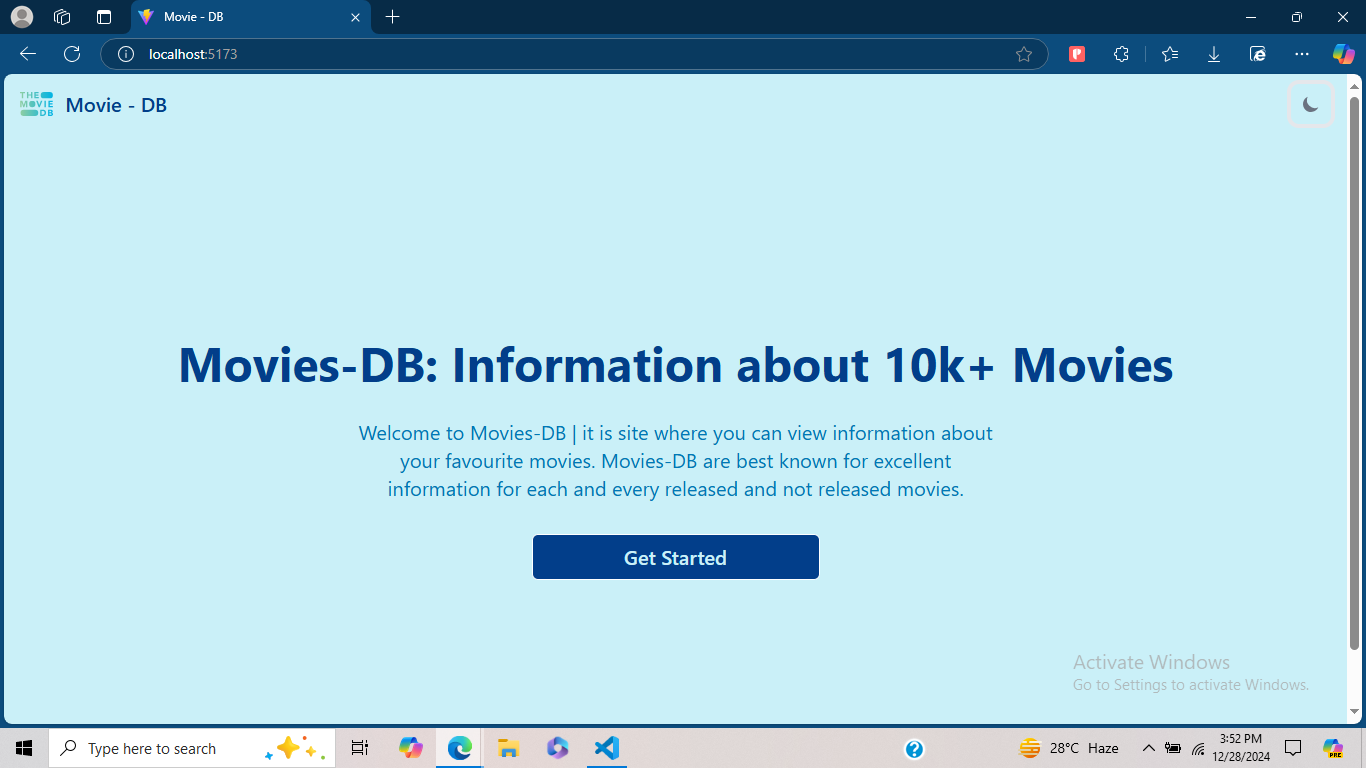 Movie - DB
localhost:5173
THE
MOVIE
DB
Movie - DB
Movies-DB: Information about 10k+ Movies
Welcome to Movies-DB | it is site where you can view information about
your favourite movies. Movies-DB are best known for excellent
information for each and every released and not released movies.
Get Started
Activate Windows
Go to Settings to activate Windows.
Type here to search
28°C Haze
3:52 PM
12/28/2024
PRE